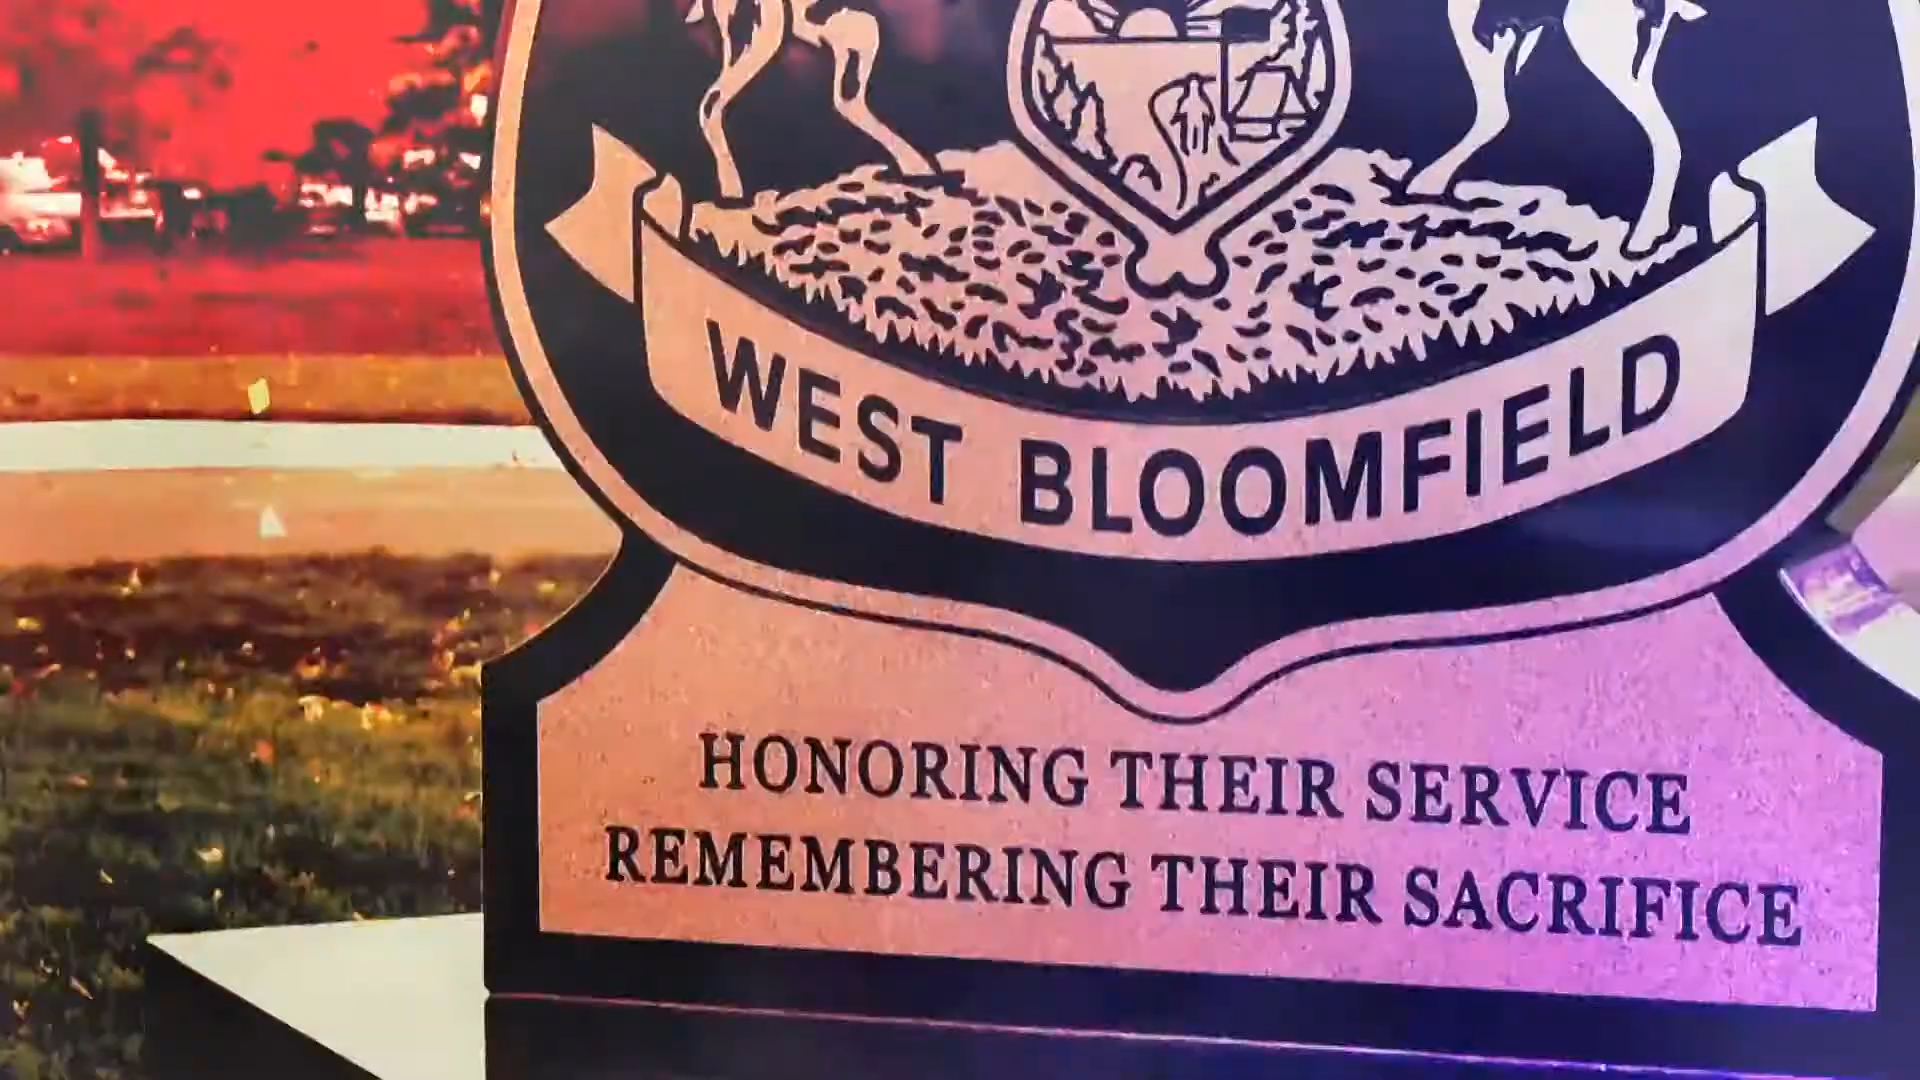 WEST BLOOMFIELD
HONORING THEIR SERVICE
REMEMBERING THEIR SACRIFICE